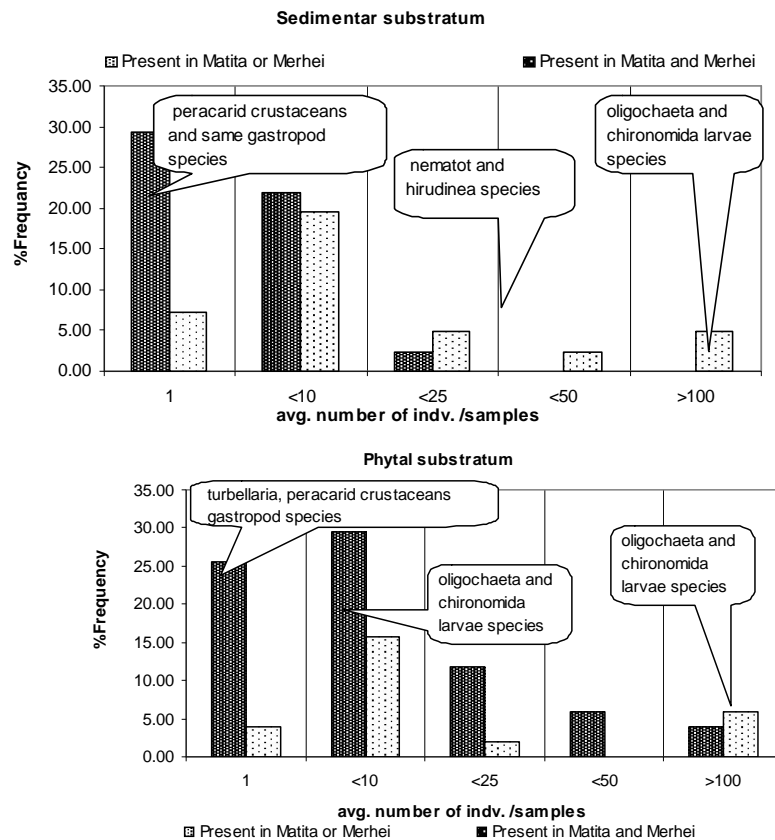 Sedimentar substratum
Present in Matita or Merhei Present in Matita and Merhei
35.00
30.00
25.00
20.00
15.00
10.00
5.00
0.00
%Frequancy
peracarid crustaceans
and same gastropod
species
nematot and
hirudinea species
oligochaeta and
chironomida larvae
species
1 <10 <25 <50 >100
avg. number of indv. /samples
Phytal substratum
35.00
30.00
25.00
20.00
15.00
10.00
5.00
0.00
%Frequancy
turbellaria, peracarid crustaceans
gastropod species
oligochaeta and
chironomida
larvae species
oligochaeta and
chironomida
larvae species
1 <10 <25 <50 >100
avg. number of indv. /samples
Present in Matita or Merhei Present in Matita and Merhei